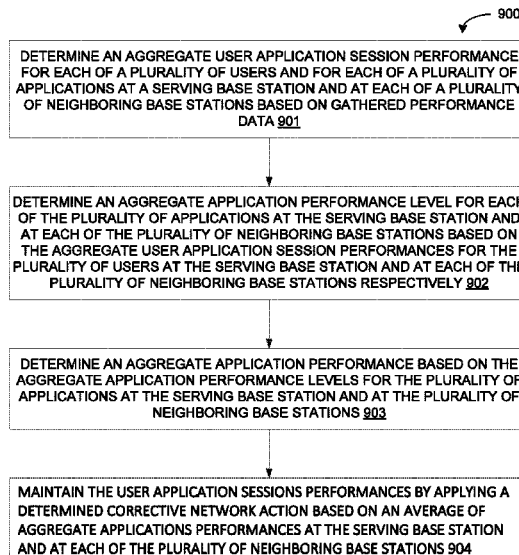 900
DETERMINE AN AGGREGATE USER APPLICATION SESSION PERFORMANCE
FOR EACH OF A PLURALITY OF USERS AND FOR EACH OF A PLURALITY OF
APPLICATIONS AT A SERVING BASE STATION AND AT EACH OF A PLURALITY
OF NEIGHBORING BASE STATIONS BASED ON GATHERED PERFORMANCE
DATA 901
DETERMINE AN AGGREGATE APPLICATION PERFORMANCE LEVEL FOR EACH
OF THE PLURALITY OF APPLICATIONS AT THE SERVING BASE STATION AND
AT EACH OF THE PLURALITY OF NEIGHBORING BASE STATIONS BASED ON
THE AGGREGATE USER APPLICATION SESSION PERFORMANCES FOR THE
PLURALITY OF USERS AT THE SERVING BASE STATION AND AT EACH OF THE
PLURALITY OF NEIGHBORING BASE STATIONS RESPECTIVELY 902
DETERMINE AN AGGREGATE APPLICATION PERFORMANCE BASED ON THE
AGGREGATE APPLICATION PERFORMANCE LEVELS FOR THE PLURALITY OF
APPLICATIONS AT THE SERVING BASE STATION AND AT THE PLURALITY OF
NEIGHBORING BASE STATIONS 903
MAINTAIN THE USER APPLICATION SESSIONS PERFORMANCES BY APPLYING A
DETERMINED CORRECTIVE NETWORK ACTION BASED ON AN AVERAGE OF
AGGREGATE APPLICATIONS PERFORMANCES AT THE SERVING BASE STATION
AND AT EACH OF THE PLURALITY OF NEIGHBORING BASE STATIONS 904